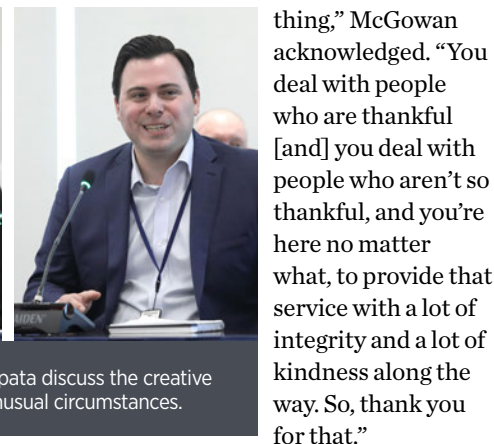 thing,” McGowan
acknowledged. “You
deal with people
who are thankful
[and] you deal with
people who aren’t so
thankful, and you’re
here no matter
what, to provide that
service with a lot of
integrity and a lot of
kindness along the
way. So, thank you
for that.”
pata discuss the creative
nusual circumstances.